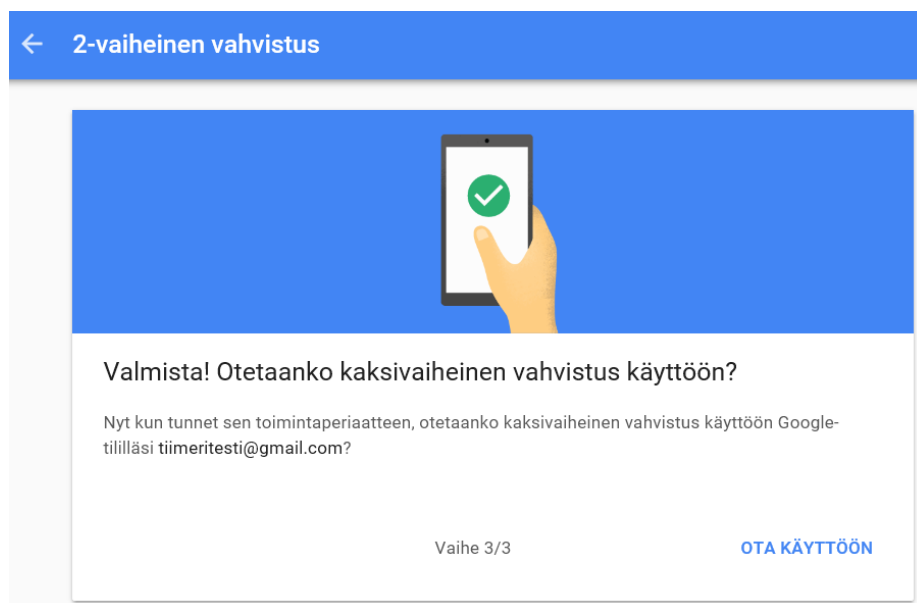 2-vaiheinen vahvistus
Valmista! Otetaanko kaksivaiheinen vahvistus käyttöön?
Nyt kun tunnet sen toimintaperiaatteen, otetaanko kaksivaiheinen vahvistus käyttöön Google-
tililläsi tiimeritesti@gmail.com?
Vaihe 3/3
OTA KÄYTTÖÖN